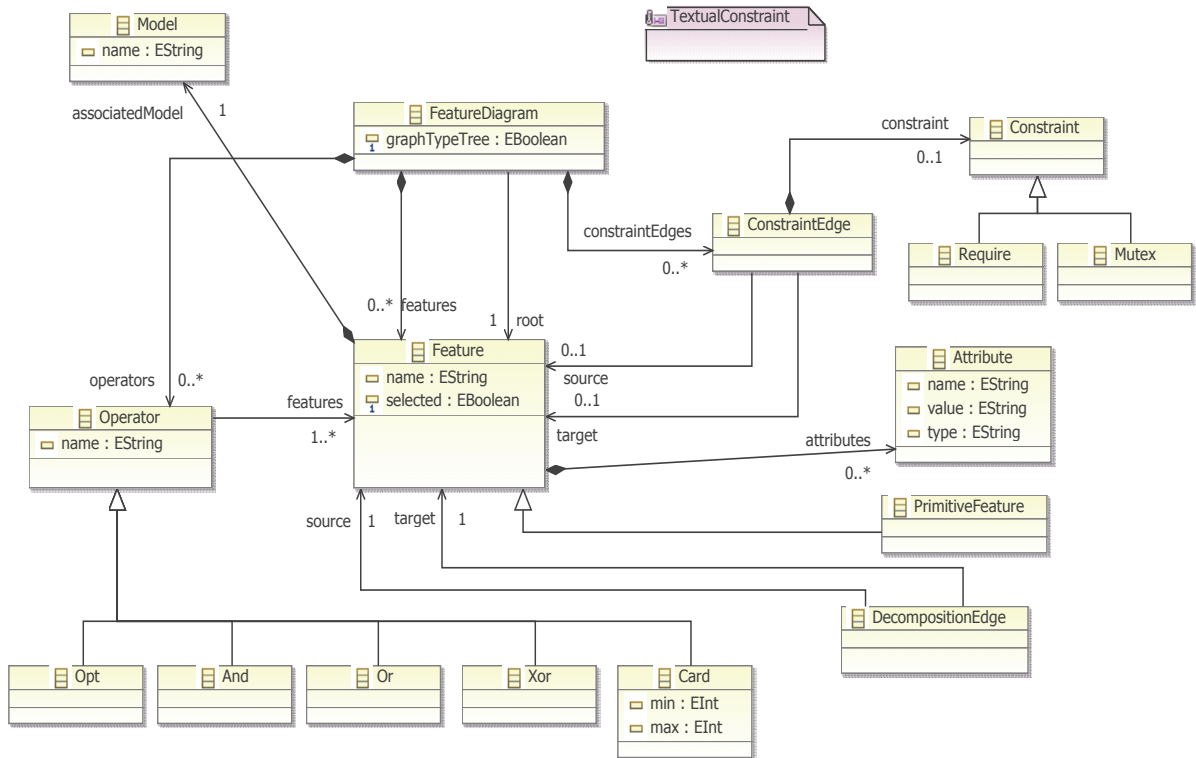 Model
name : EString
TextualConstraint
associatedModel
1
FeatureDiagram
graphTypeTree : EBoolean
1
constraint
0..1
Constraint
constraintEdges
0..*
ConstraintEdge
Require
Mutex
0..* features
1 root
Feature
name : EString
selected : EBoolean
1
0..1
source
0..1
target
Attribute
name : EString
value : EString
type : EString
operators
0..*
features
1..*
Operator
name : EString
attributes
0..*
source
1
target
1
PrimitiveFeature
DecompositionEdge
Opt
And
Or
Xor
Card
min : EInt
max : EInt